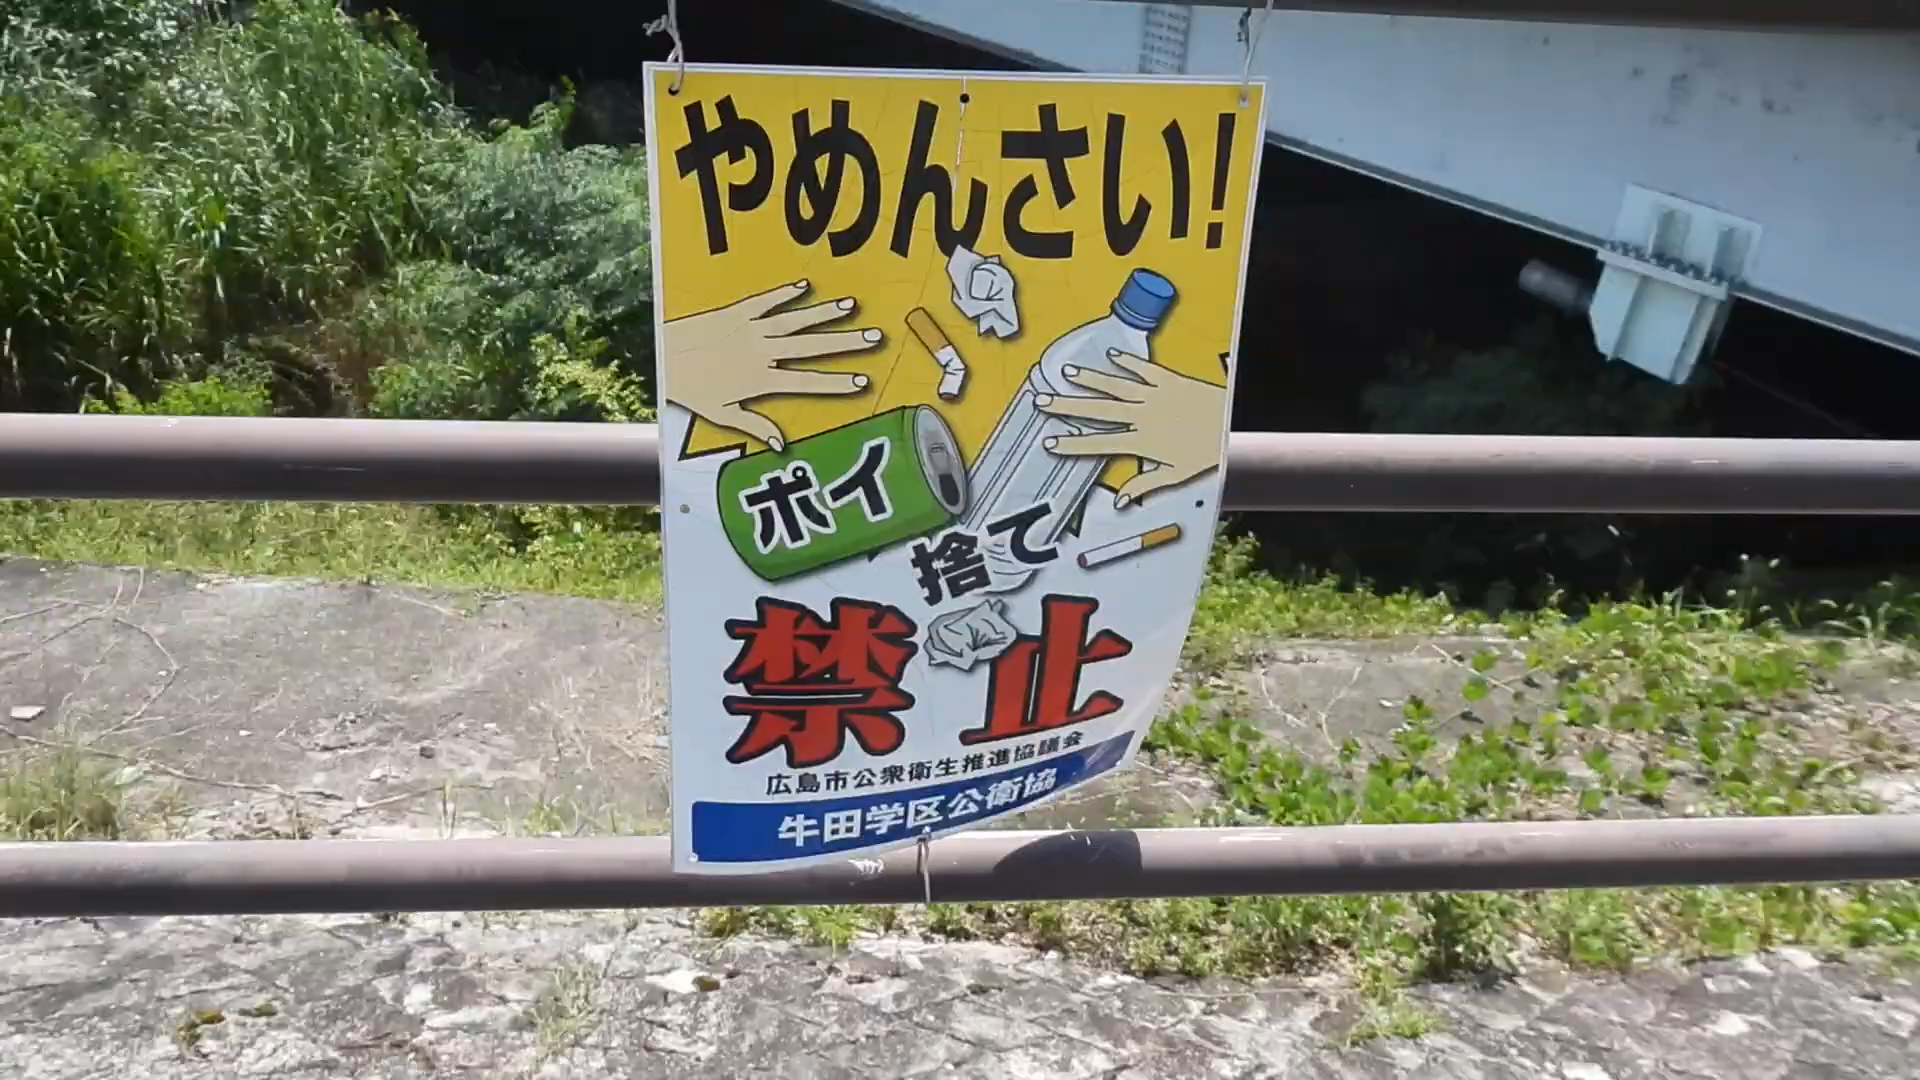 やめんさい!
ポイ
捨て
禁止
広島市公衆衛生推進協議会
牛田学区公衛協